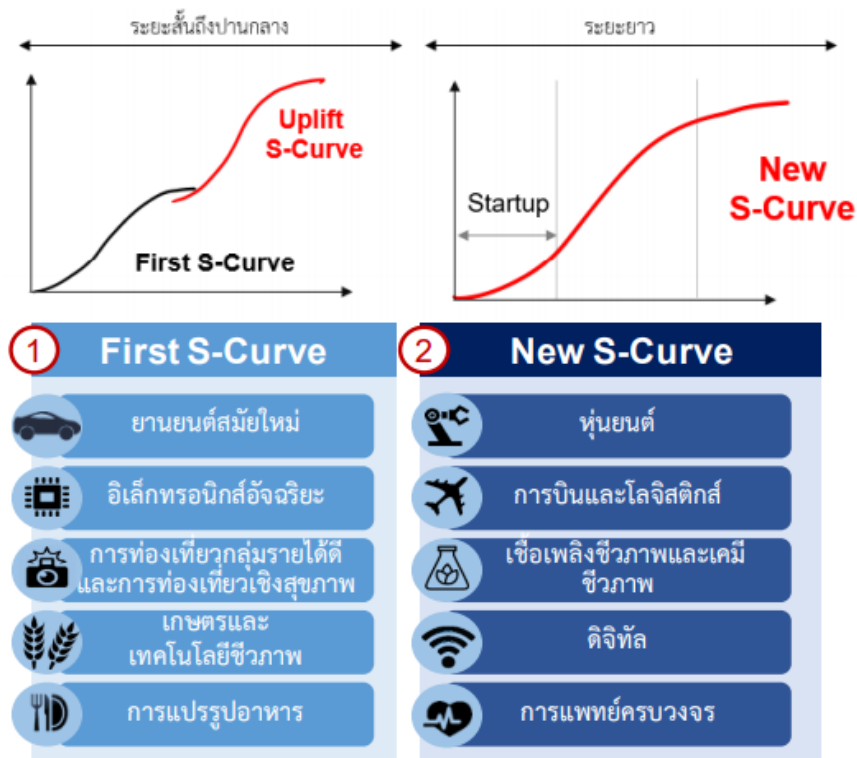 ระยะสั้นถึงปานกลาง
ระยะยาว
Uplift
S-Curve
First S-Curve
Startup
New
S-Curve
1
First S-Curve
ยานยนต์สมัยใหม่
อิเล็กทรอนิกส์อัจฉริยะ
การท่องเที่ยวกลุ่มรายได้ดี
และการท่องเที่ยวเชิงสุขภาพ
เกษตรและ
เทคโนโลยีชีวภาพ
การแปรรูปอาหาร
2
New S-Curve
หุ่นยนต์
การบินและโลจิสติกส์
เชื้อเพลิงชีวภาพและเคมี
ชีวภาพ
ดิจิทัล
การแพทย์ครบวงจร